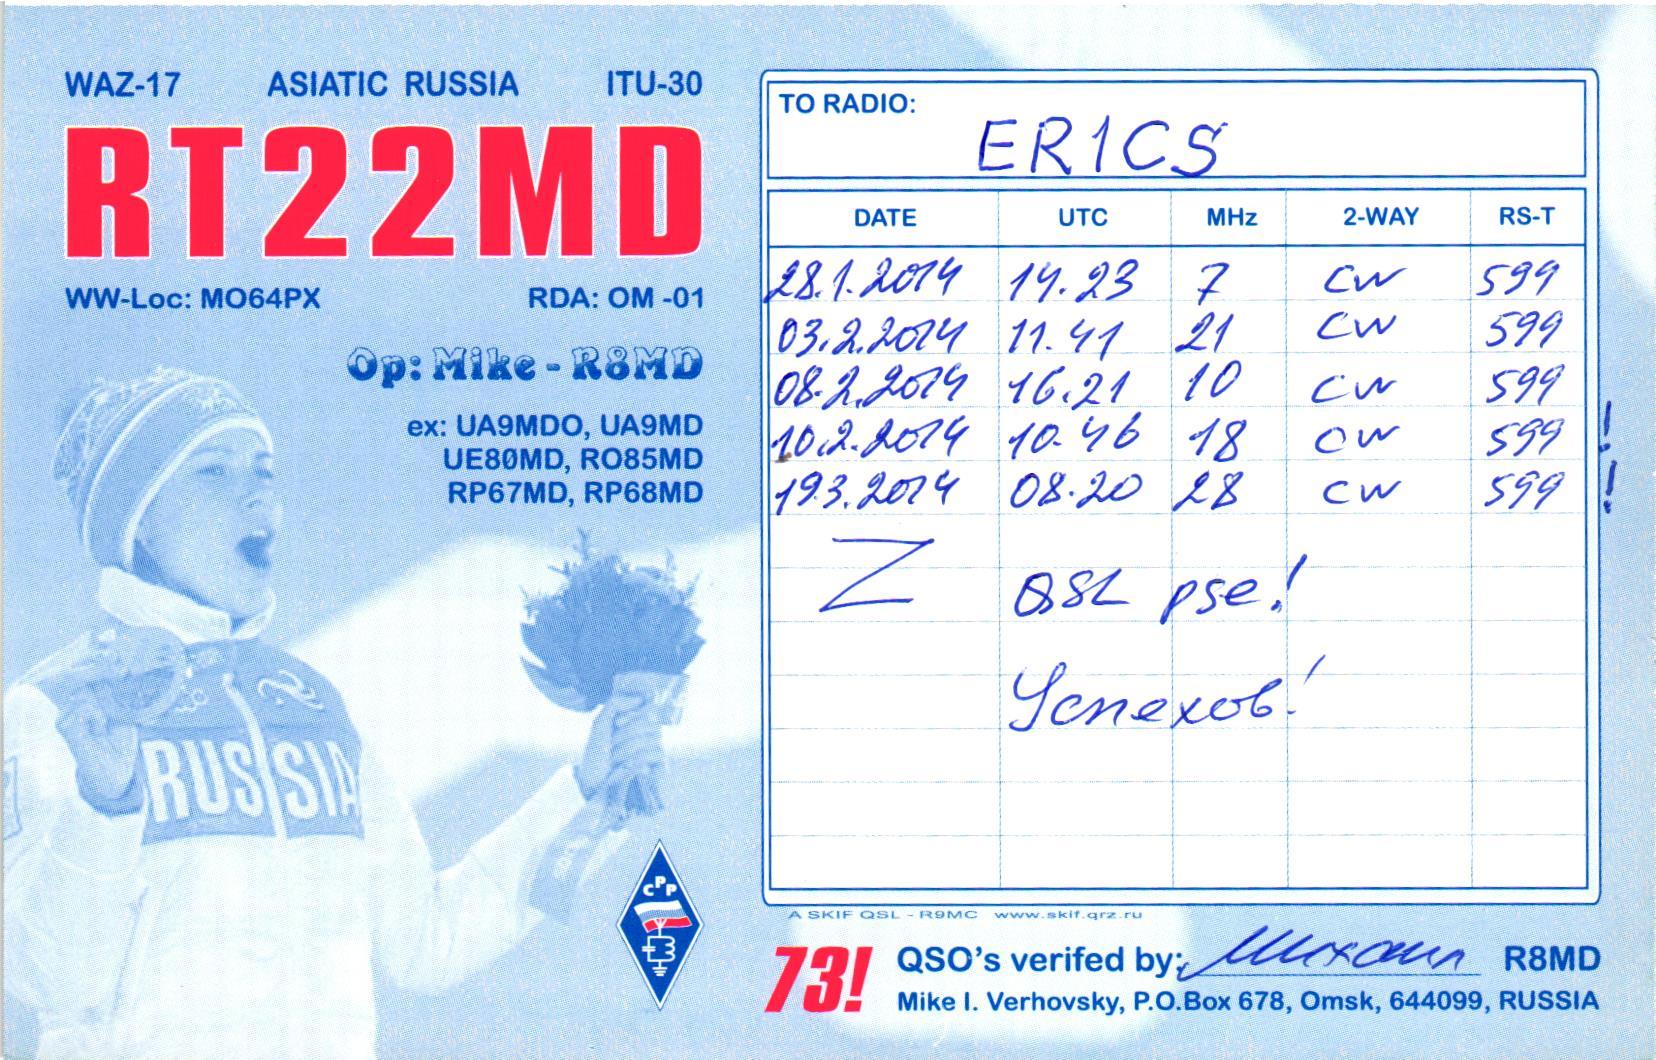 WAZ-17 ASIATIC RUSSIA ITU-30
RT22MD
WW-Loc: MO64PX RDA: OM -01
Op: Mike - R8MD
ex: UA9MDO, UA9MD
UE80MD, RO85MD
RP67MD, RP68MD
RUSSIA
СРР
TO RADIO:
ER1CS
DATE UTC MHz 2-WAY RS-T
28.1.2014 14.23 7 CW 599
03.2.2014 11.41 21 CW 599
08.2.2014 16.21 10 CW 599
10.2.2014 10.46 18 CW 599 !
19.3.2014 08.20 28 CW 599 !
Z QSL pse!
Успехов!
A SKIF QSL - R9MC www.skif.qrz.ru
73! QSO's verifed by: Михаил R8MD
Mike I. Verhovsky, P.O.Box 678, Omsk, 644099, RUSSIA